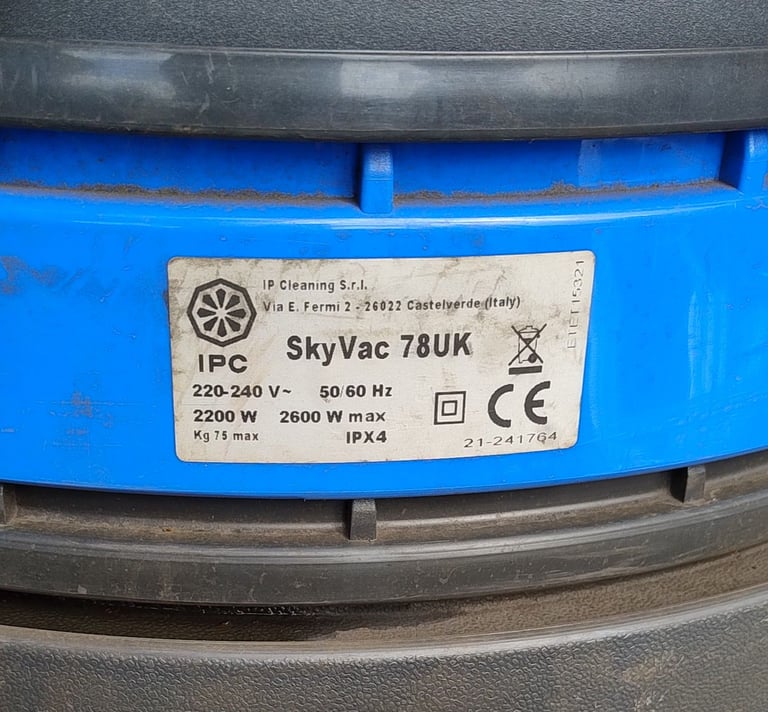 IP Cleaning S.r.l.
Via E. Fermi 2 - 26022 Castelverde (Italy)
IPC
SkyVac 78UK
220-240 V~ 50/60 Hz
2200 W 2600 W max
Kg 75 max IPX4
CE
21-241764
ETET15321